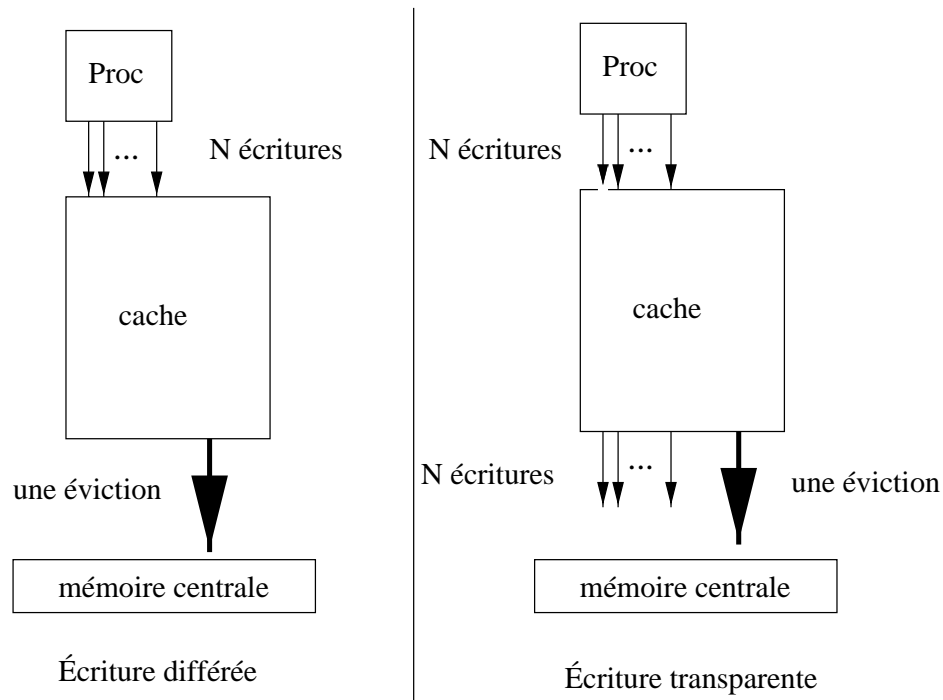 Proc
...
N écritures
cache
une éviction
mémoire centrale
Écriture différée
Proc
N écritures
...
cache
N écritures
...
une éviction
mémoire centrale
Écriture transparente